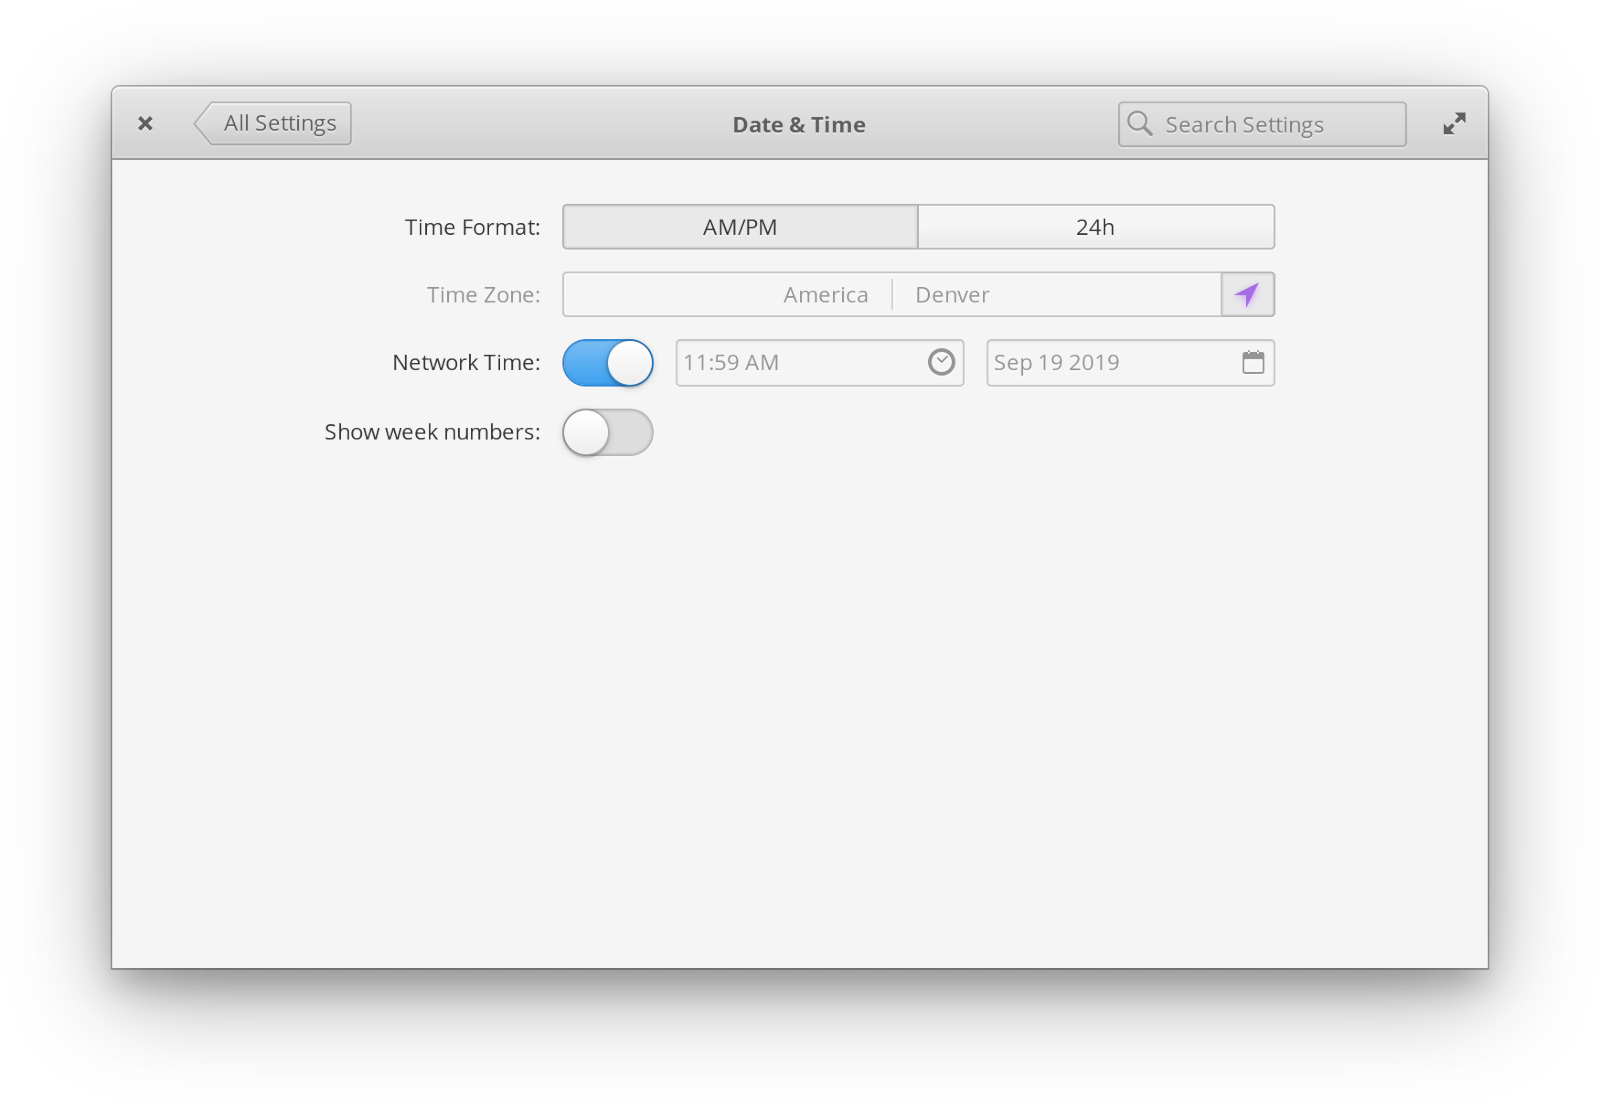 All Settings
Date & Time
Search Settings
Time Format:
AM/PM
24h
Time Zone:
America
Denver
Network Time:
11:59 AM
Sep 19 2019
Show week numbers: